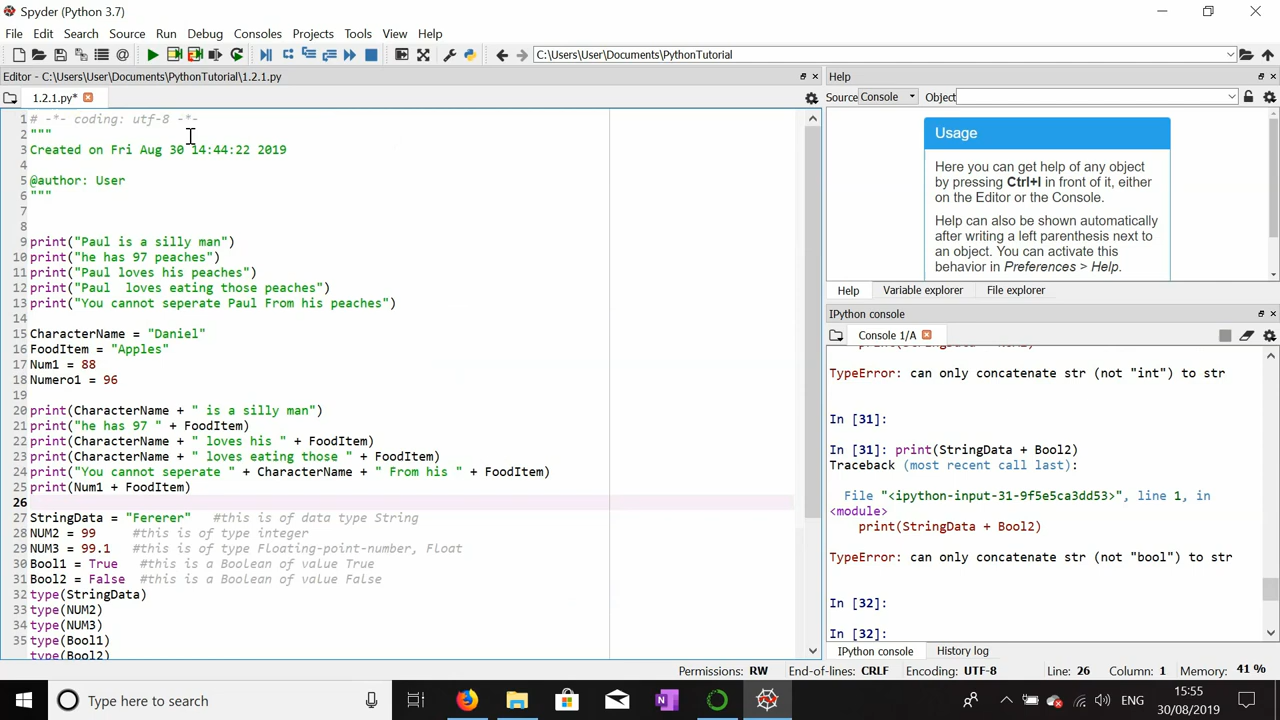 Spyder (Python 3.7)
File Edit Search Source Run Debug Consoles Projects Tools View Help
C:\Users\User\Documents\PythonTutorial
Editor - C:\Users\User\Documents\PythonTutorial\1.2.1.py
1.2.1.py*
1 # -*- coding: utf-8 -*-
2 """
3 Created on Fri Aug 30 14:44:22 2019
4
5 @author: User
6 """
7
8
9 print("Paul is a silly man")
10 print("he has 97 peaches")
11 print("Paul loves his peaches")
12 print("Paul  loves eating those peaches")
13 print("You cannot seperate Paul From his peaches")
14
15 CharacterName = "Daniel"
16 FoodItem = "Apples"
17 Num1 = 88
18 Numero1 = 96
19
20 print(CharacterName + " is a silly man")
21 print("he has 97 " + FoodItem)
22 print(CharacterName + " loves his " + FoodItem)
23 print(CharacterName + " loves eating those " + FoodItem)
24 print("You cannot seperate " + CharacterName + " From his " + FoodItem)
25 print(Num1 + FoodItem)
26
27 StringData = "Fererer"   #this is of data type String
28 NUM2 = 99   #this is of type integer
29 NUM3 = 99.1   #this is of type Floating-point-number, Float
30 Bool1 = True   #this is a Boolean of value True
31 Bool2 = False  #this is a Boolean of value False
32 type(StringData)
33 type(NUM2)
34 type(NUM3)
35 type(Bool1)
type(Bool2)
Help
Source Console Object
Usage
Here you can get help of any object
by pressing Ctrl+I in front of it, either
on the Editor or the Console.
Help can also be shown automatically
after writing a left parenthesis next to
an object. You can activate this
behavior in Preferences > Help.
Help Variable explorer File explorer
IPython console
Console 1/A
TypeError: can only concatenate str (not "int") to str
In [31]:
In [31]: print(StringData + Bool2)
Traceback (most recent call last):
File "<ipython-input-31-9f5e5ca3dd53>", line 1, in
<module>
print(StringData + Bool2)
TypeError: can only concatenate str (not "bool") to str
In [32]:
In [32]:
IPython console History log
Permissions: RW End-of-lines: CRLF Encoding: UTF-8 Line: 26 Column: 1 Memory: 41 %
Type here to search
ENG
15:55
30/08/2019